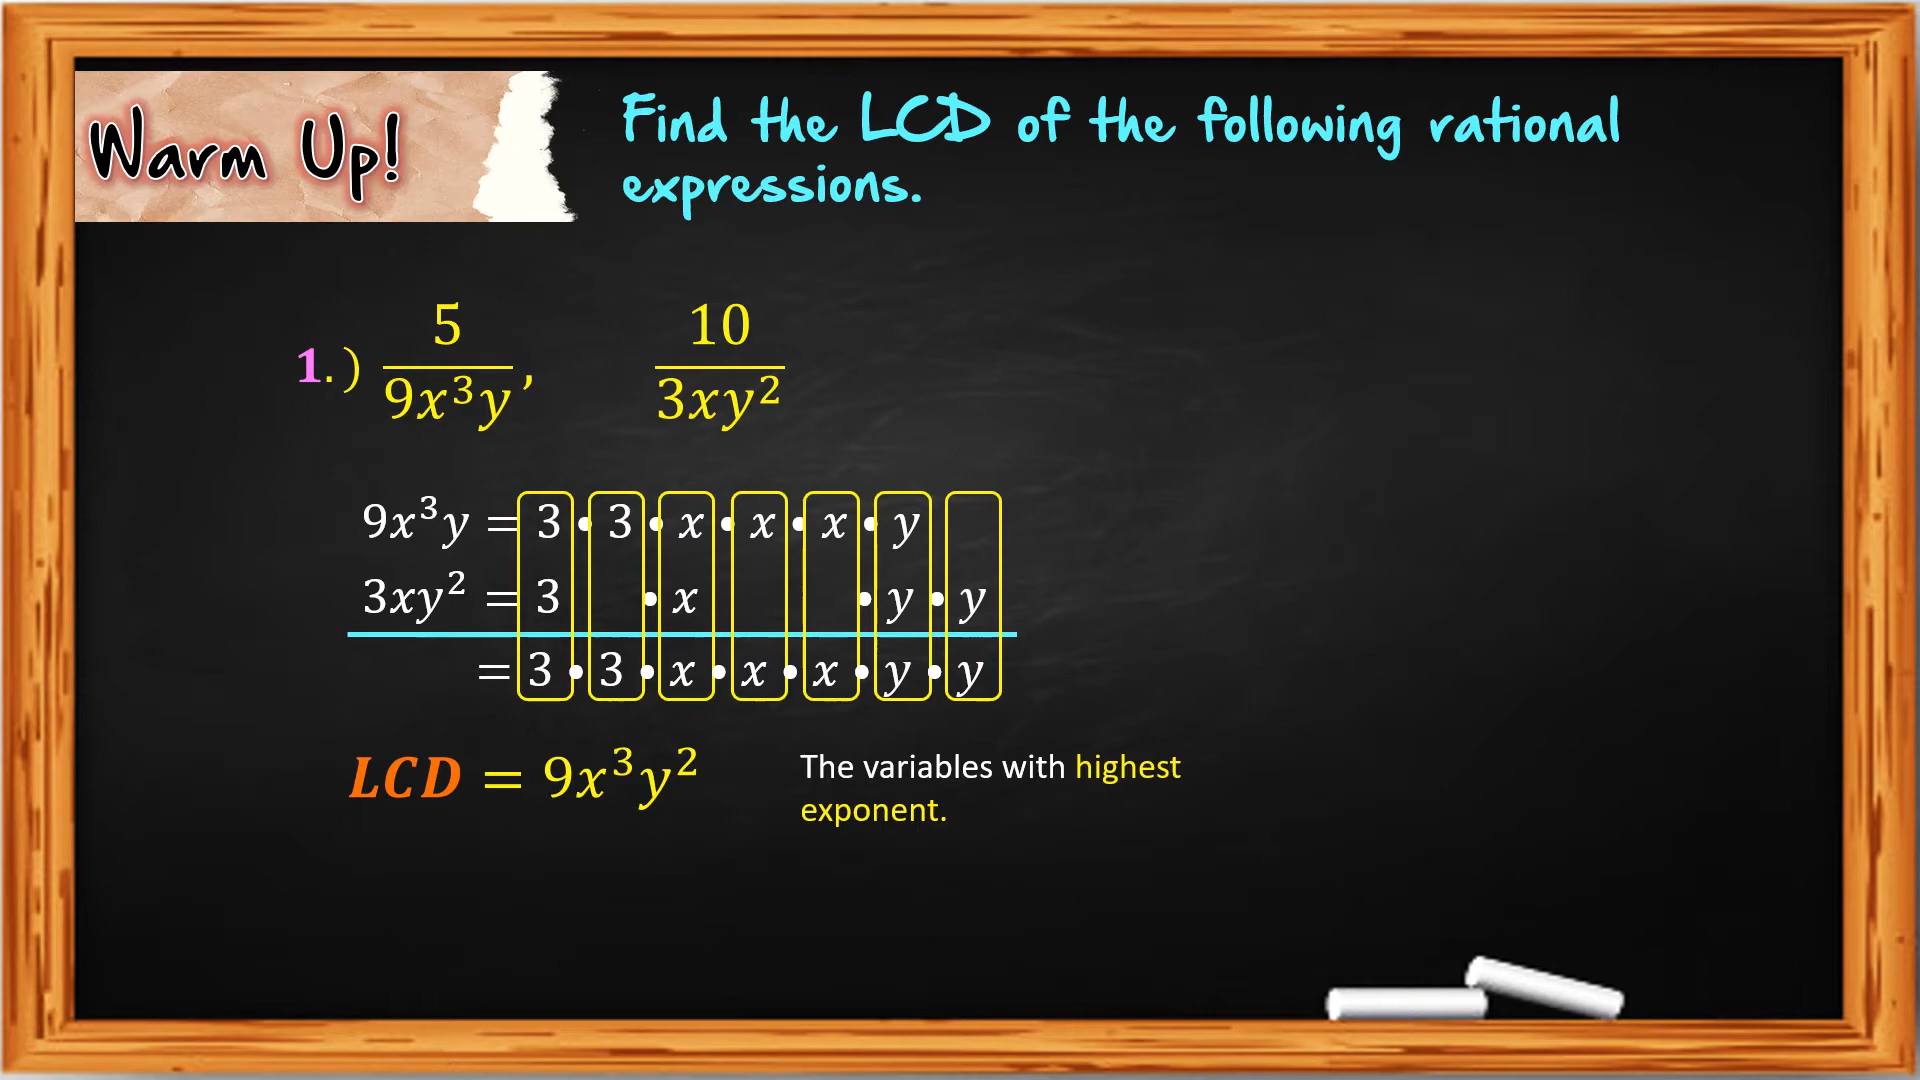 Warm Up!
Find the LCD of the following rational
expressions.
1.) 5/(9x³y), 10/(3xy²)
9x³y = 3 • 3 • x • x • x • y
3xy² = 3 • x • y • y
= 3 • 3 • x • x • x • y • y
LCD = 9x³y²
The variables with highest
exponent.